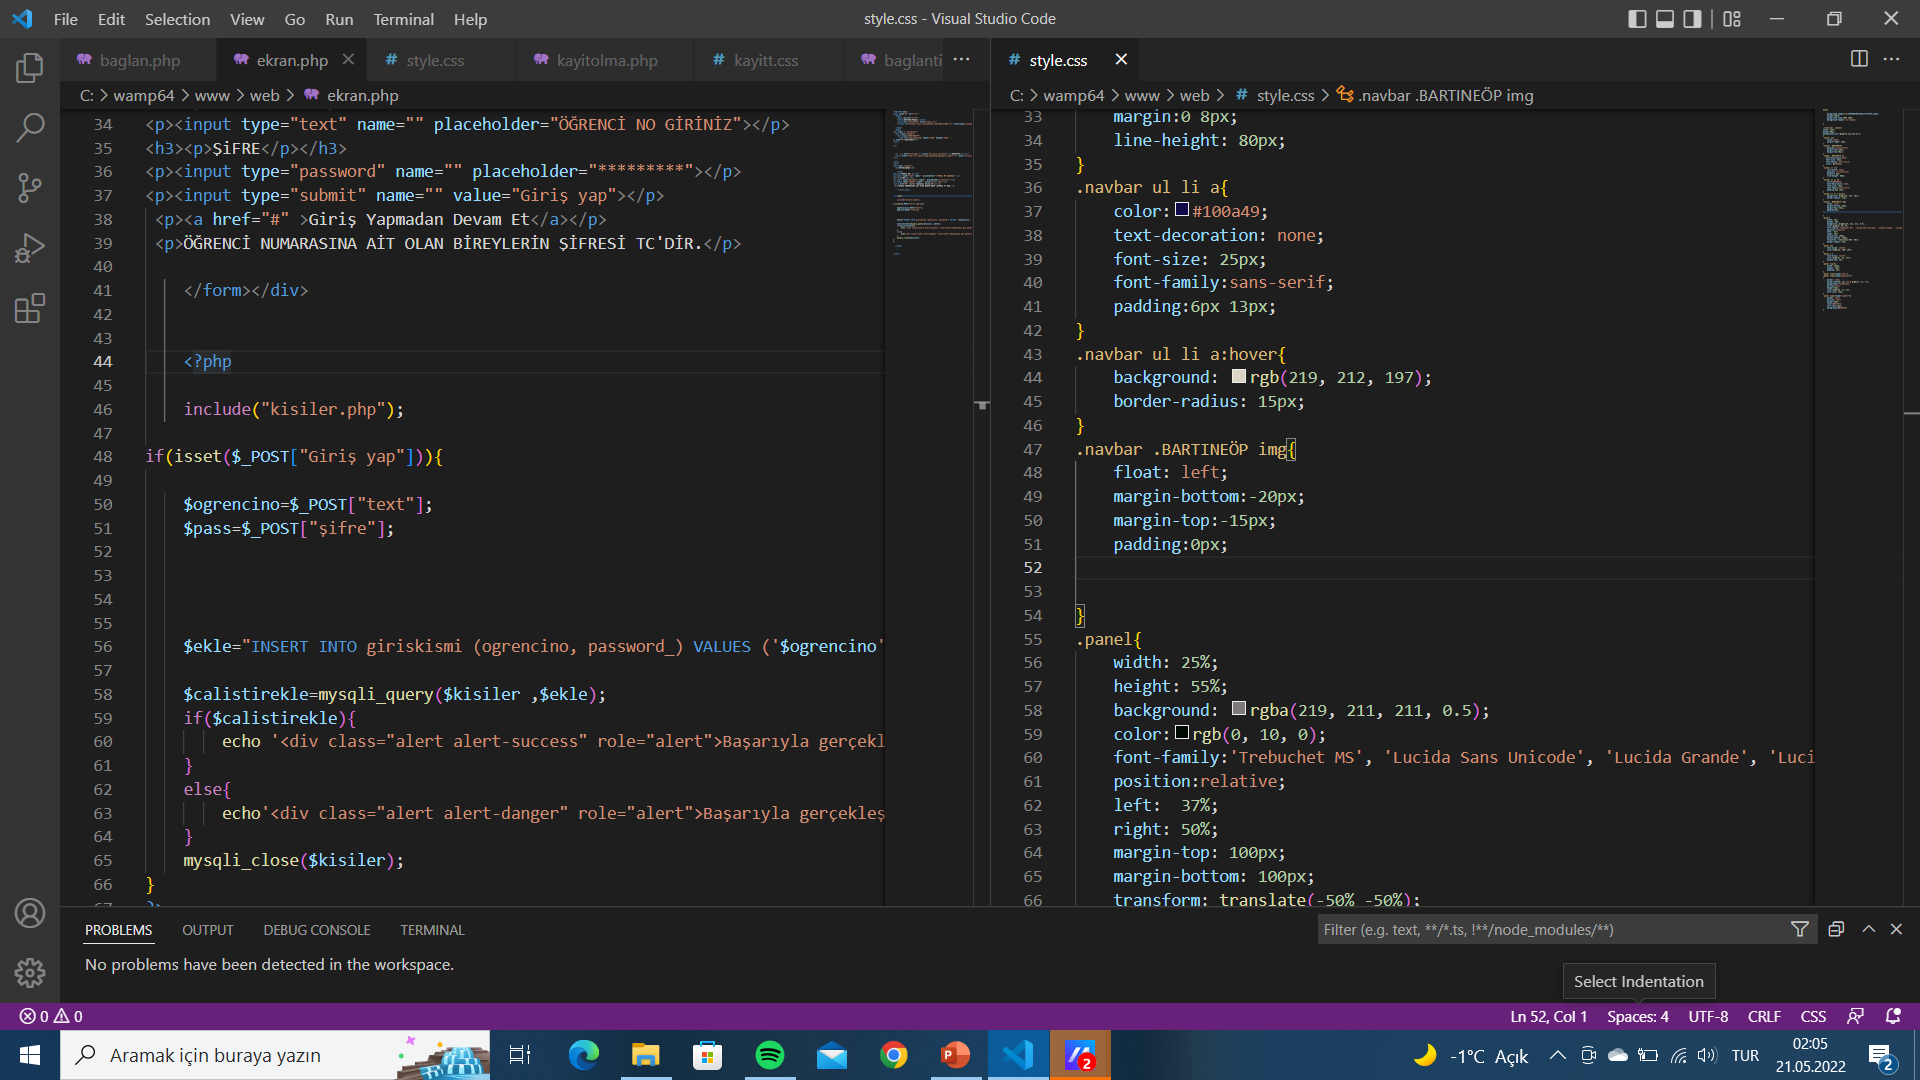 File Edit Selection View Go Run Terminal Help
style.css - Visual Studio Code
baglan.php
ekran.php
style.css
kayitolma.php
kayitt.css
baglanti
C: > wamp64 > www > web > ekran.php
34 <p><input type="text" name="" placeholder="ÖĞRENCİ NO GİRİNİZ"></p>
35 <h3><p>ŞiFRE</p></h3>
36 <p><input type="password" name="" placeholder="*********"></p>
37 <p><input type="submit" name="" value="Giriş yap"></p>
38 <p><a href="#" >Giriş Yapmadan Devam Et</a></p>
39 <p>ÖĞRENCİ NUMARASINA AİT OLAN BİREYLERİN ŞİFRESİ TC'DİR.</p>
40
41 </form></div>
42
43
44 <?php
45
46 include("kisiler.php");
47
48 if(isset($_POST["Giriş yap"])){
49
50 $ogrencino=$_POST["text"];
51 $pass=$_POST["şifre"];
52
53
54
55
56 $ekle="INSERT INTO giriskismi (ogrencino, password_) VALUES ('$ogrencino'
57
58 $calistirekle=mysqli_query($kisiler ,$ekle);
59 if($calistirekle){
60 echo '<div class="alert alert-success" role="alert">Başarıyla gerçekl
61 }
62 else{
63 echo'<div class="alert alert-danger" role="alert">Başarıyla gerçekleş
64 }
65 mysqli_close($kisiler);
66 }
style.css
C: > wamp64 > www > web > style.css > .navbar .BARTINEÖP img
33 margin:0 8px;
34 line-height: 80px;
35 }
36 .navbar ul li a{
37 color:#100a49;
38 text-decoration: none;
39 font-size: 25px;
40 font-family:sans-serif;
41 padding:6px 13px;
42 }
43 .navbar ul li a:hover{
44 background: rgb(219, 212, 197);
45 border-radius: 15px;
46 }
47 .navbar .BARTINEÖP img{
48 float: left;
49 margin-bottom:-20px;
50 margin-top:-15px;
51 padding:0px;
52
53
54 }
55 .panel{
56 width: 25%;
57 height: 55%;
58 background: rgba(219, 211, 211, 0.5);
59 color:rgb(0, 10, 0);
60 font-family:'Trebuchet MS', 'Lucida Sans Unicode', 'Lucida Grande', 'Luci
61 position:relative;
62 left: 37%;
63 right: 50%;
64 margin-top: 100px;
65 margin-bottom: 100px;
66 transform: translate(-50% -50%);
PROBLEMS OUTPUT DEBUG CONSOLE TERMINAL
Filter (e.g. text, **/*.ts, !**/node_modules/**)
No problems have been detected in the workspace.
Select Indentation
0 0
Ln 52, Col 1 Spaces: 4 UTF-8 CRLF CSS
Aramak için buraya yazın
2
-1°C Açık
TUR
02:05
21.05.2022
2